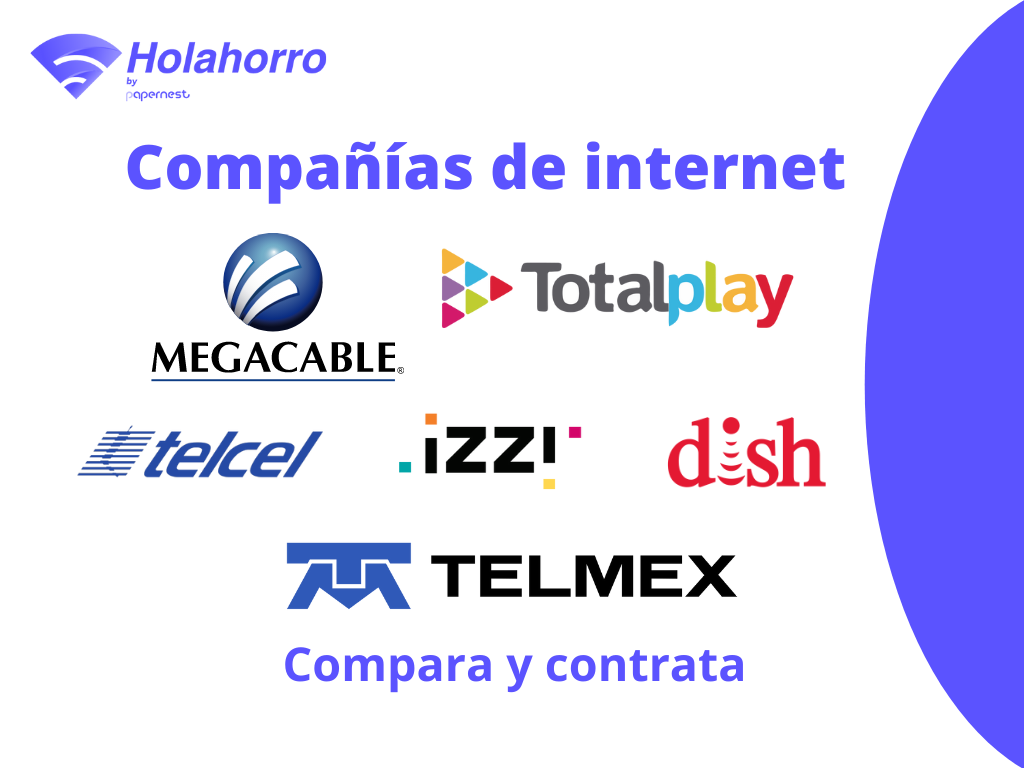 Holahorro
by
papernest
Compañías de internet
MEGACABLE®
Totalplay
telcel
izzi
dish
TELMEX
Compara y contrata